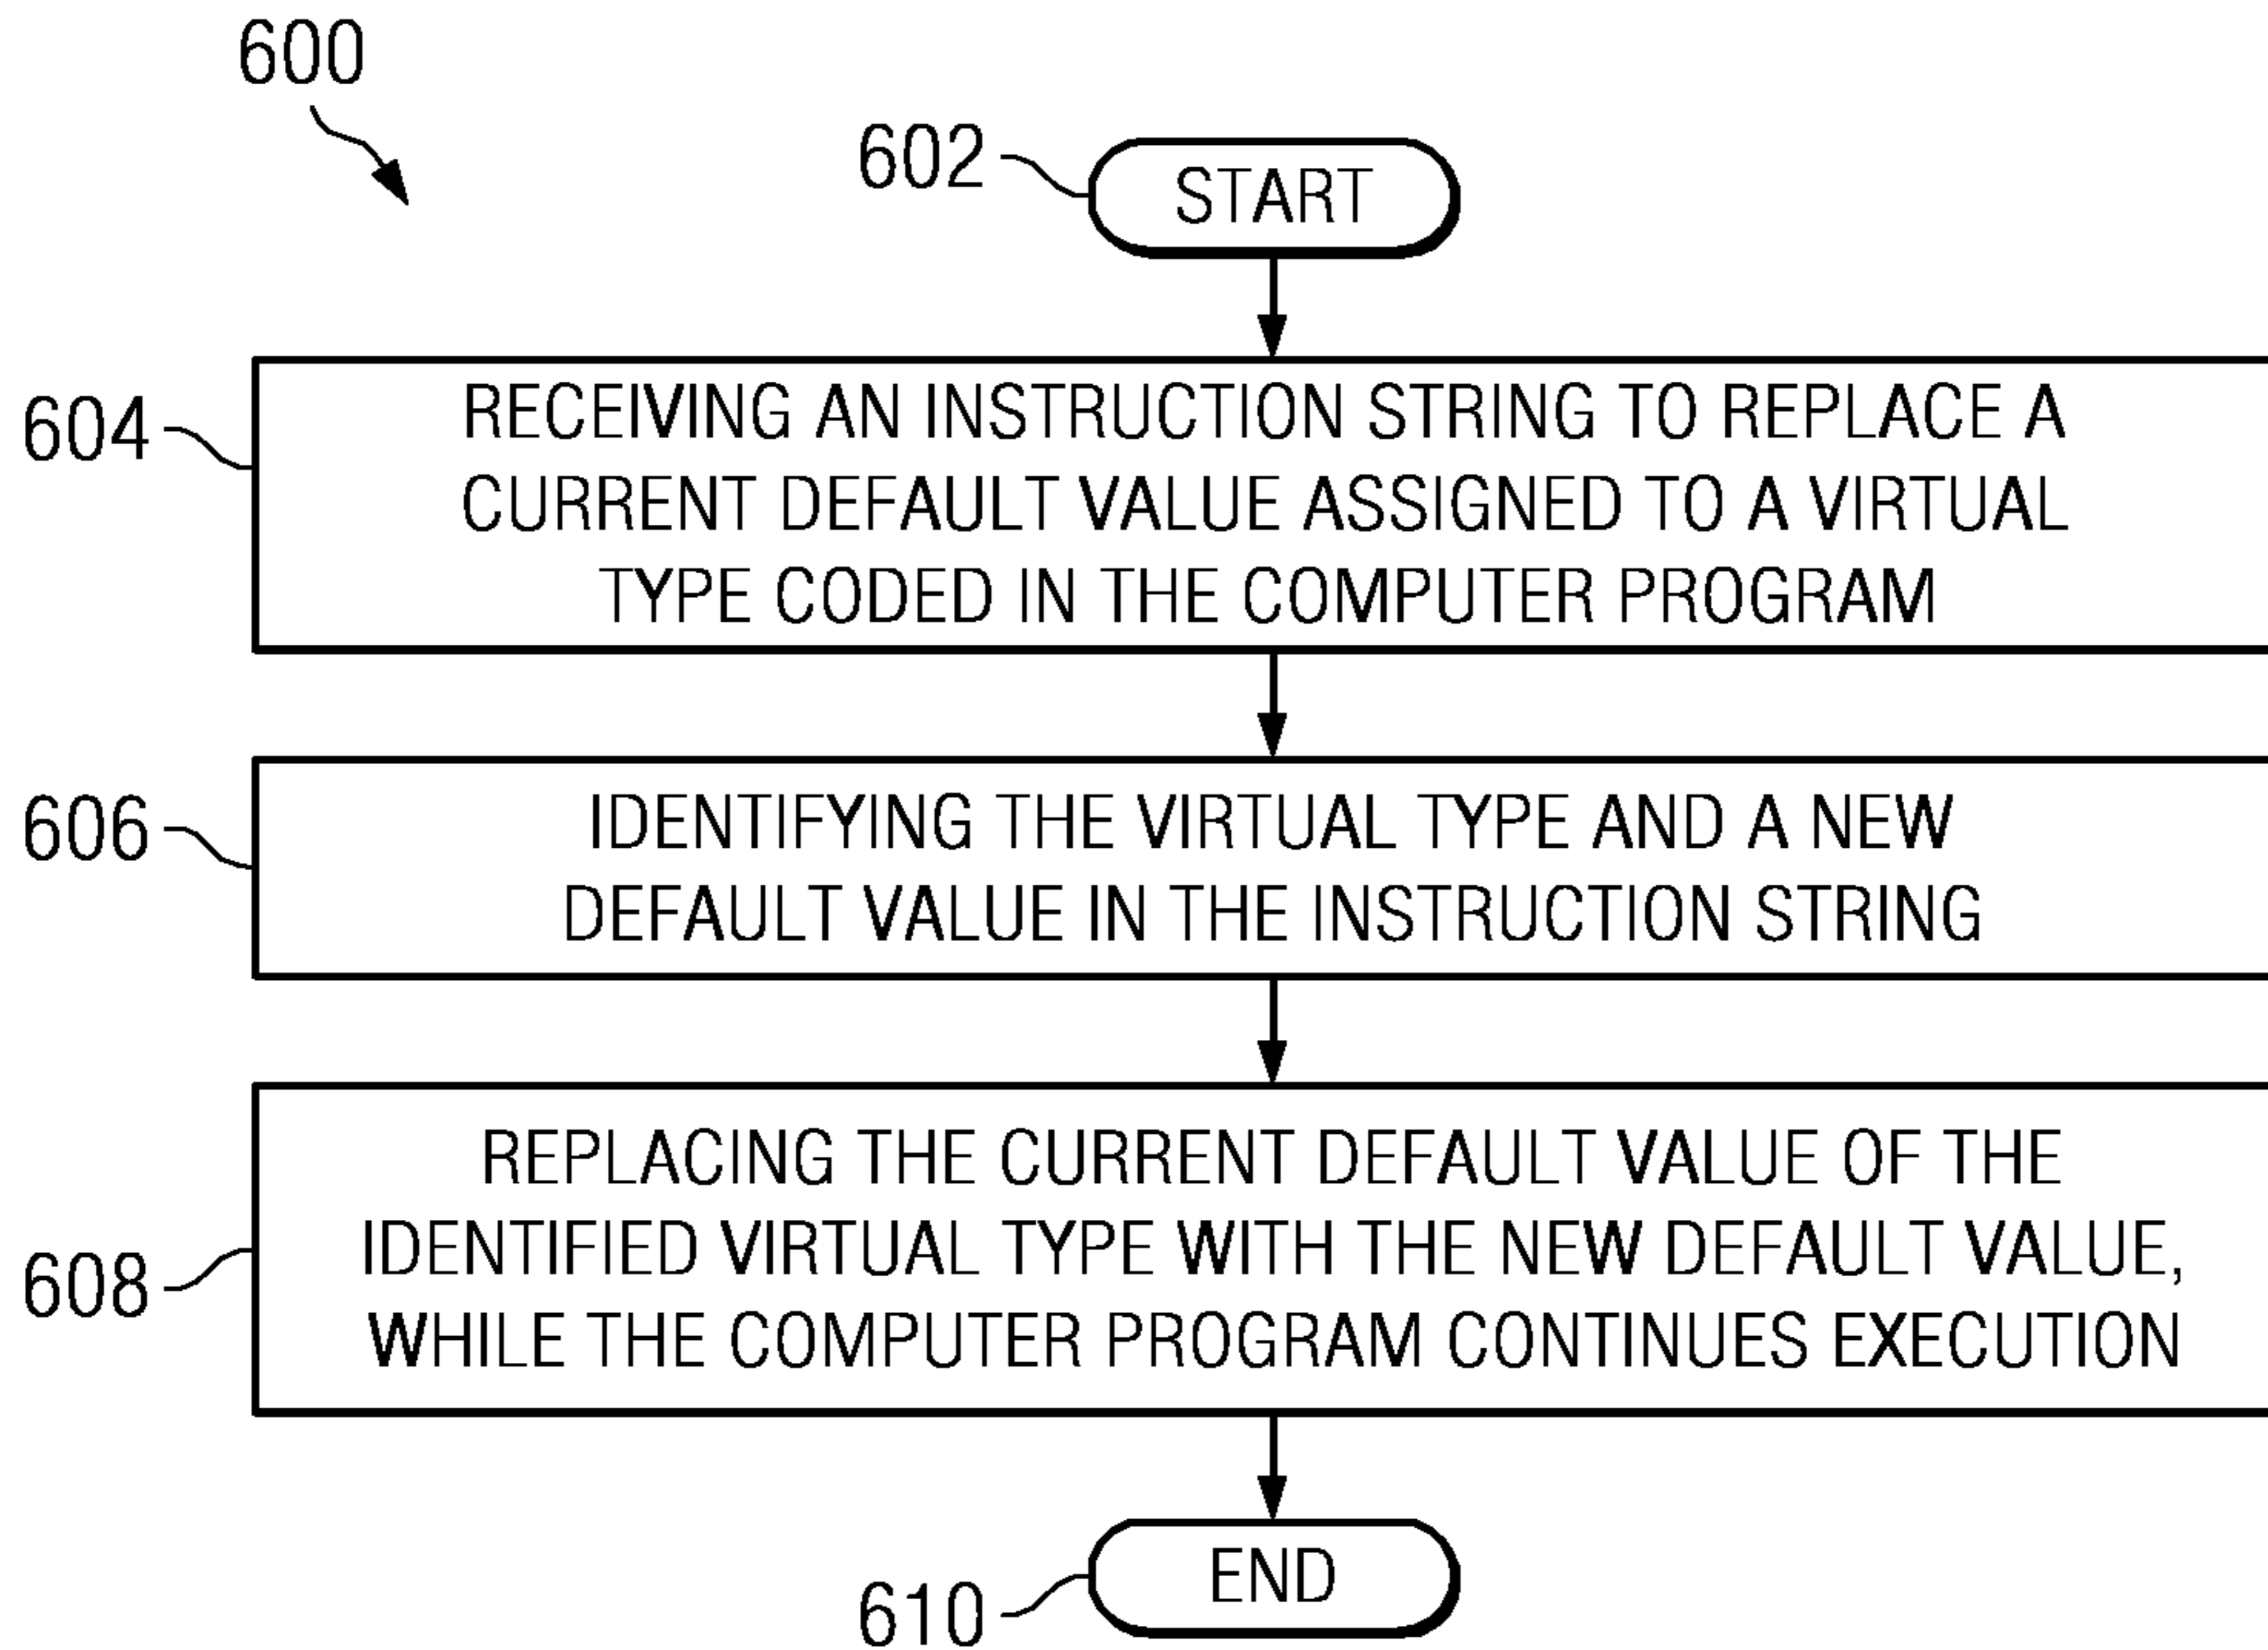 600
602
START
604
RECEIVING AN INSTRUCTION STRING TO REPLACE A
CURRENT DEFAULT VALUE ASSIGNED TO A VIRTUAL
TYPE CODED IN THE COMPUTER PROGRAM
606
IDENTIFYING THE VIRTUAL TYPE AND A NEW
DEFAULT VALUE IN THE INSTRUCTION STRING
608
REPLACING THE CURRENT DEFAULT VALUE OF THE
IDENTIFIED VIRTUAL TYPE WITH THE NEW DEFAULT VALUE,
WHILE THE COMPUTER PROGRAM CONTINUES EXECUTION
610
END